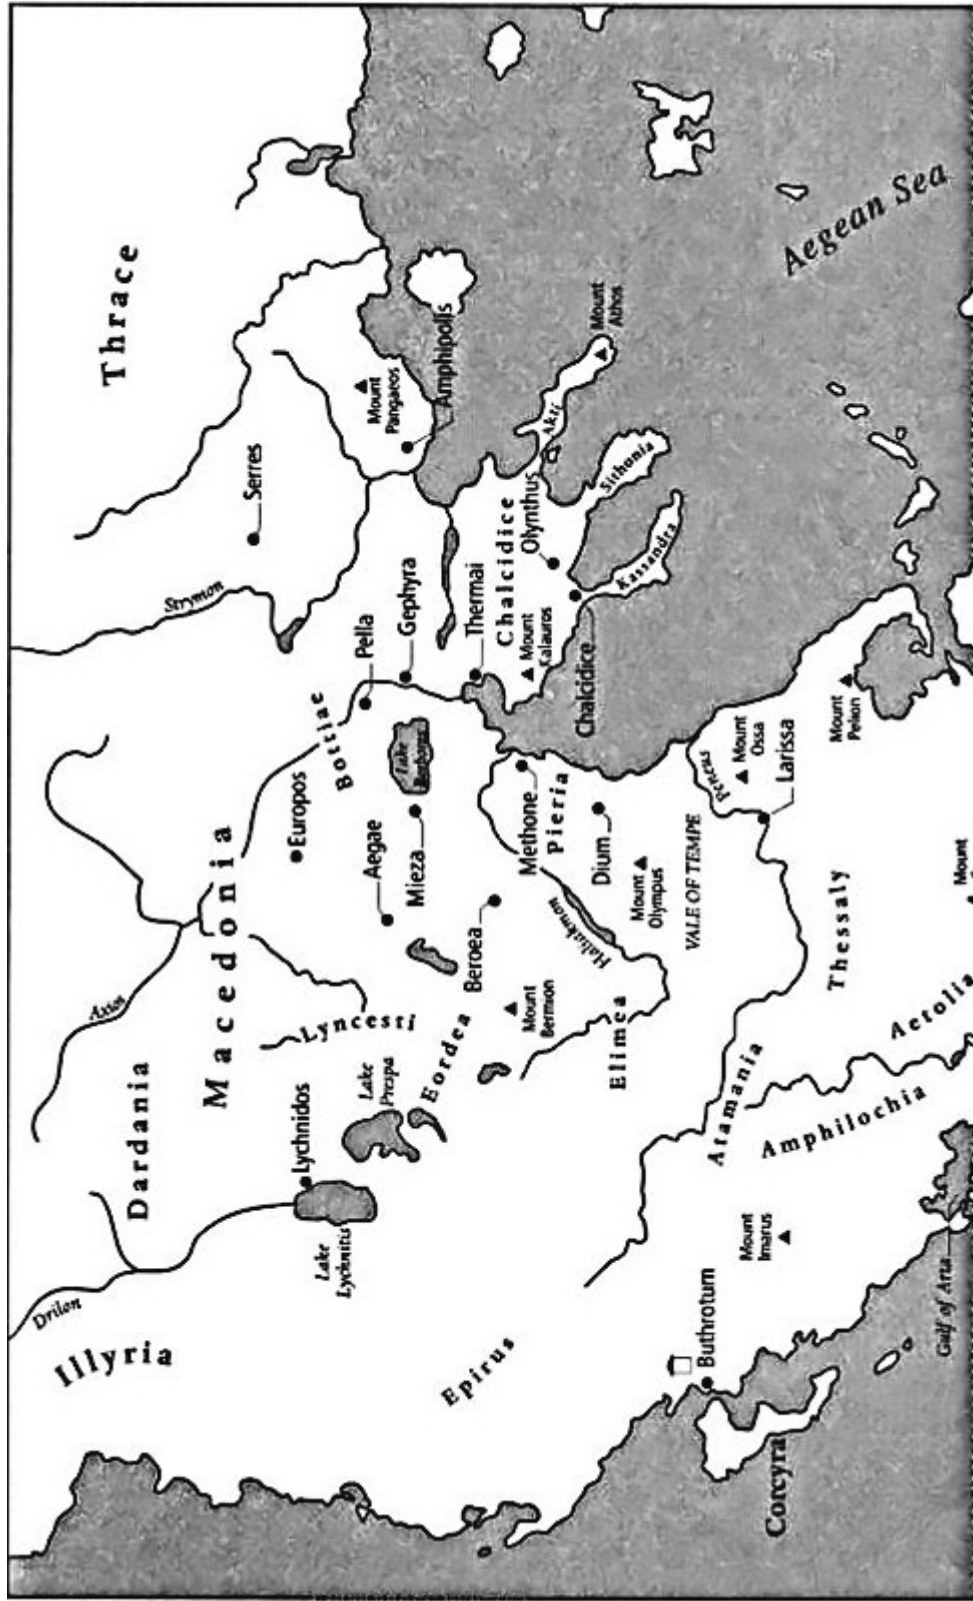 Illyria
Drilon
Dardania
Axios
Macedonia
Strymon
Thrace
Serres
Lychnidos
Lake
Lychnitis
Lake
Prespa
Lyncesti
Eordea
Europos
Bottiae
Pella
Gephyra
Aegae
Mieza
Lake
Beroea
Mount
Bermion
Haliakmon
Methone
Pieria
Dium
Mount
Olympus
Thermai
Chalcidice
Mount
Kalauros
Olynthus
Chalcidice
Kassandra
Sithonia
Akti
Mount
Athos
Mount
Pangaeos
Amphipolis
Aegean Sea
Epirus
Elimea
VALE OF TEMPE
Peneus
Mount
Ossa
Larissa
Mount
Pelion
Buthrotum
Corcyra
Mount
Imarus
Atamania
Amphilochia
Thessaly
Aetolia
Gulf of Arta
Mount